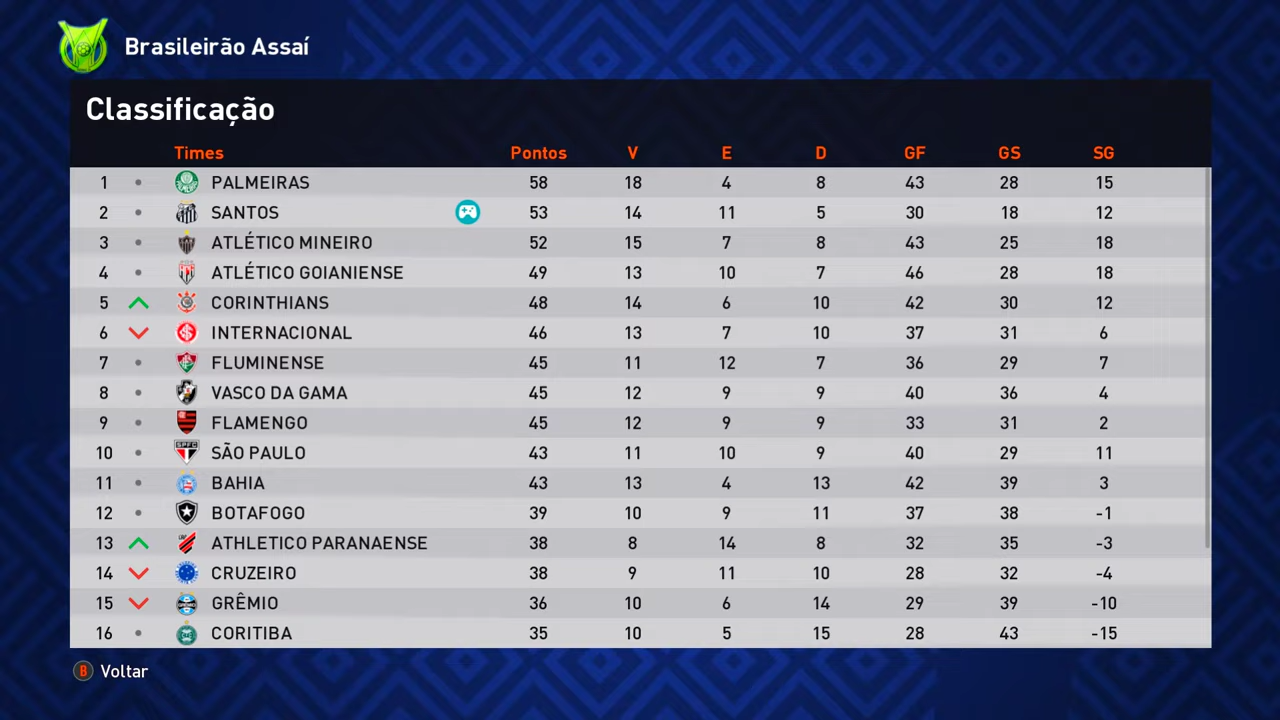 Brasileirão Assaí
Classificação
Times Pontos V E D GF GS SG
1 PALMEIRAS 58 18 4 8 43 28 15
2 SANTOS 53 14 11 5 30 18 12
3 ATLÉTICO MINEIRO 52 15 7 8 43 25 18
4 ATLÉTICO GOIANIENSE 49 13 10 7 46 28 18
5 CORINTHIANS 48 14 6 10 42 30 12
6 INTERNACIONAL 46 13 7 10 37 31 6
7 FLUMINENSE 45 11 12 7 36 29 7
8 VASCO DA GAMA 45 12 9 9 40 36 4
9 FLAMENGO 45 12 9 9 33 31 2
10 SPFC SÃO PAULO 43 11 10 9 40 29 11
11 BAHIA 43 13 4 13 42 39 3
12 BOTAFOGO 39 10 9 11 37 38 -1
13 ATHLETICO PARANAENSE 38 8 14 8 32 35 -3
14 CRUZEIRO 38 9 11 10 28 32 -4
15 GRÊMIO 36 10 6 14 29 39 -10
16 CORITIBA 35 10 5 15 28 43 -15
B Voltar